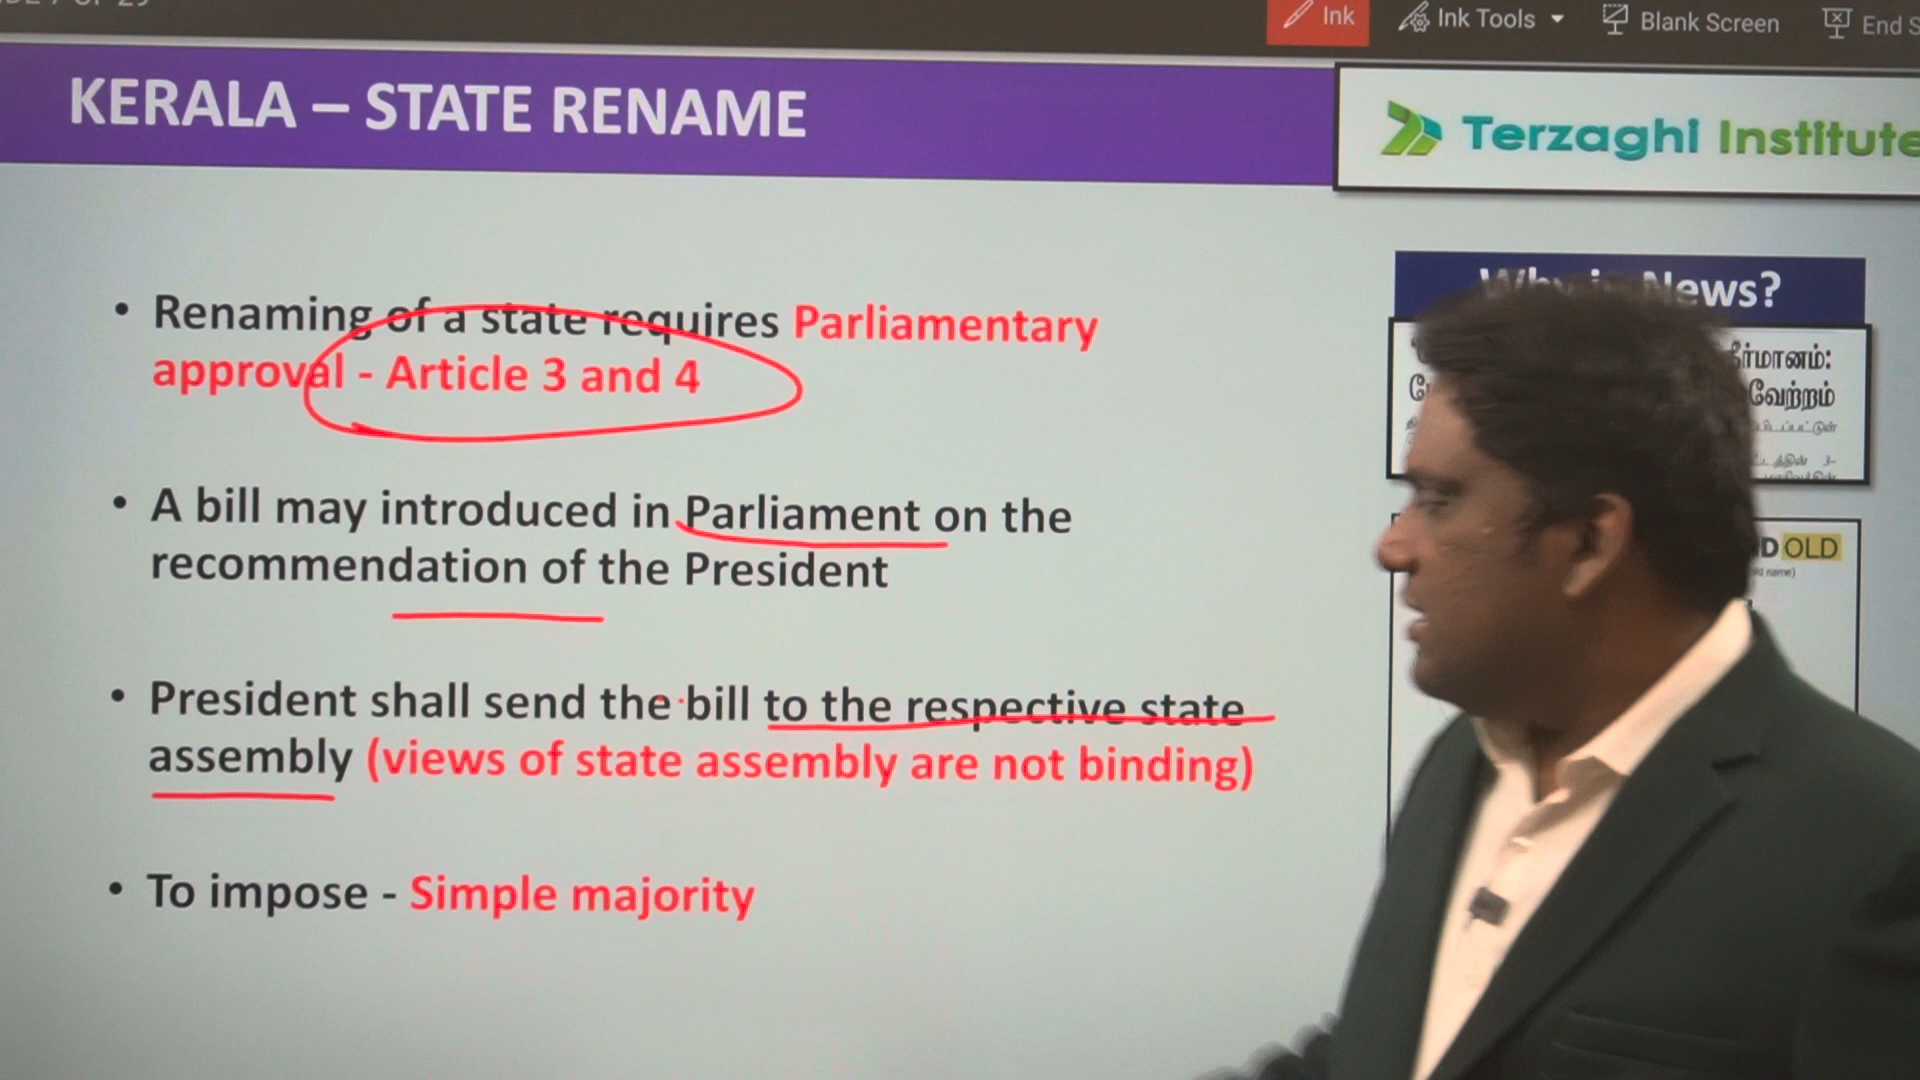 Ink
Ink Tools
Blank Screen
End S
KERALA – STATE RENAME
Terzaghi Institute
• Renaming of a state requires Parliamentary
approval - Article 3 and 4
• A bill may introduced in Parliament on the
recommendation of the President
• President shall send the bill to the respective state
assembly (views of state assembly are not binding)
• To impose - Simple majority
News?
தீர்மானம்:
OLD